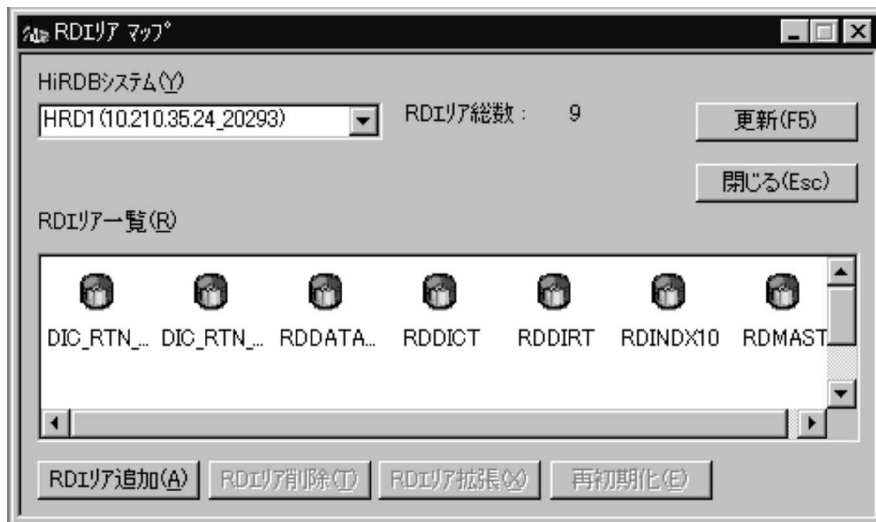 RDエリア マップ
HiRDBシステム(Y)
HRD1(10.210.35.24_20293)
RDエリア総数： 9
更新(F5)
閉じる(Esc)
RDエリア一覧(R)
DIC_RTN_... DIC_RTN_... RDDATA... RDDICT RDDIRT RDINDX10 RDMAST
RDエリア追加(A) RDエリア削除(T) RDエリア拡張(X) 再初期化(E)